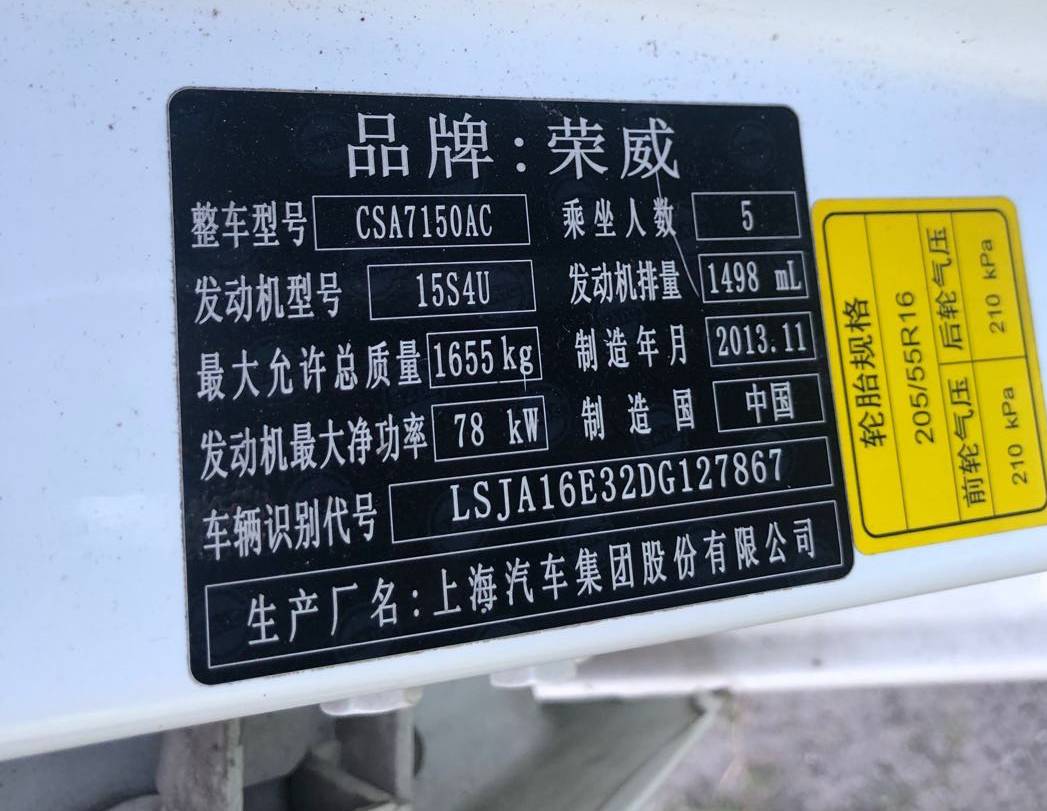 品牌:荣威
整车型号 CSA7150AC 乘坐人数 5
发动机型号 15S4U 发动机排量 1498 mL
最大允许总质量 1655kg 制造年月 2013.11
发动机最大净功率 78 kW 制造国 中国
车辆识别代号 LSJA16E32DG127867
生产厂名:上海汽车集团股份有限公司
轮胎规格
205/55R16
前轮气压 后轮气压
210 kPa 210 kPa